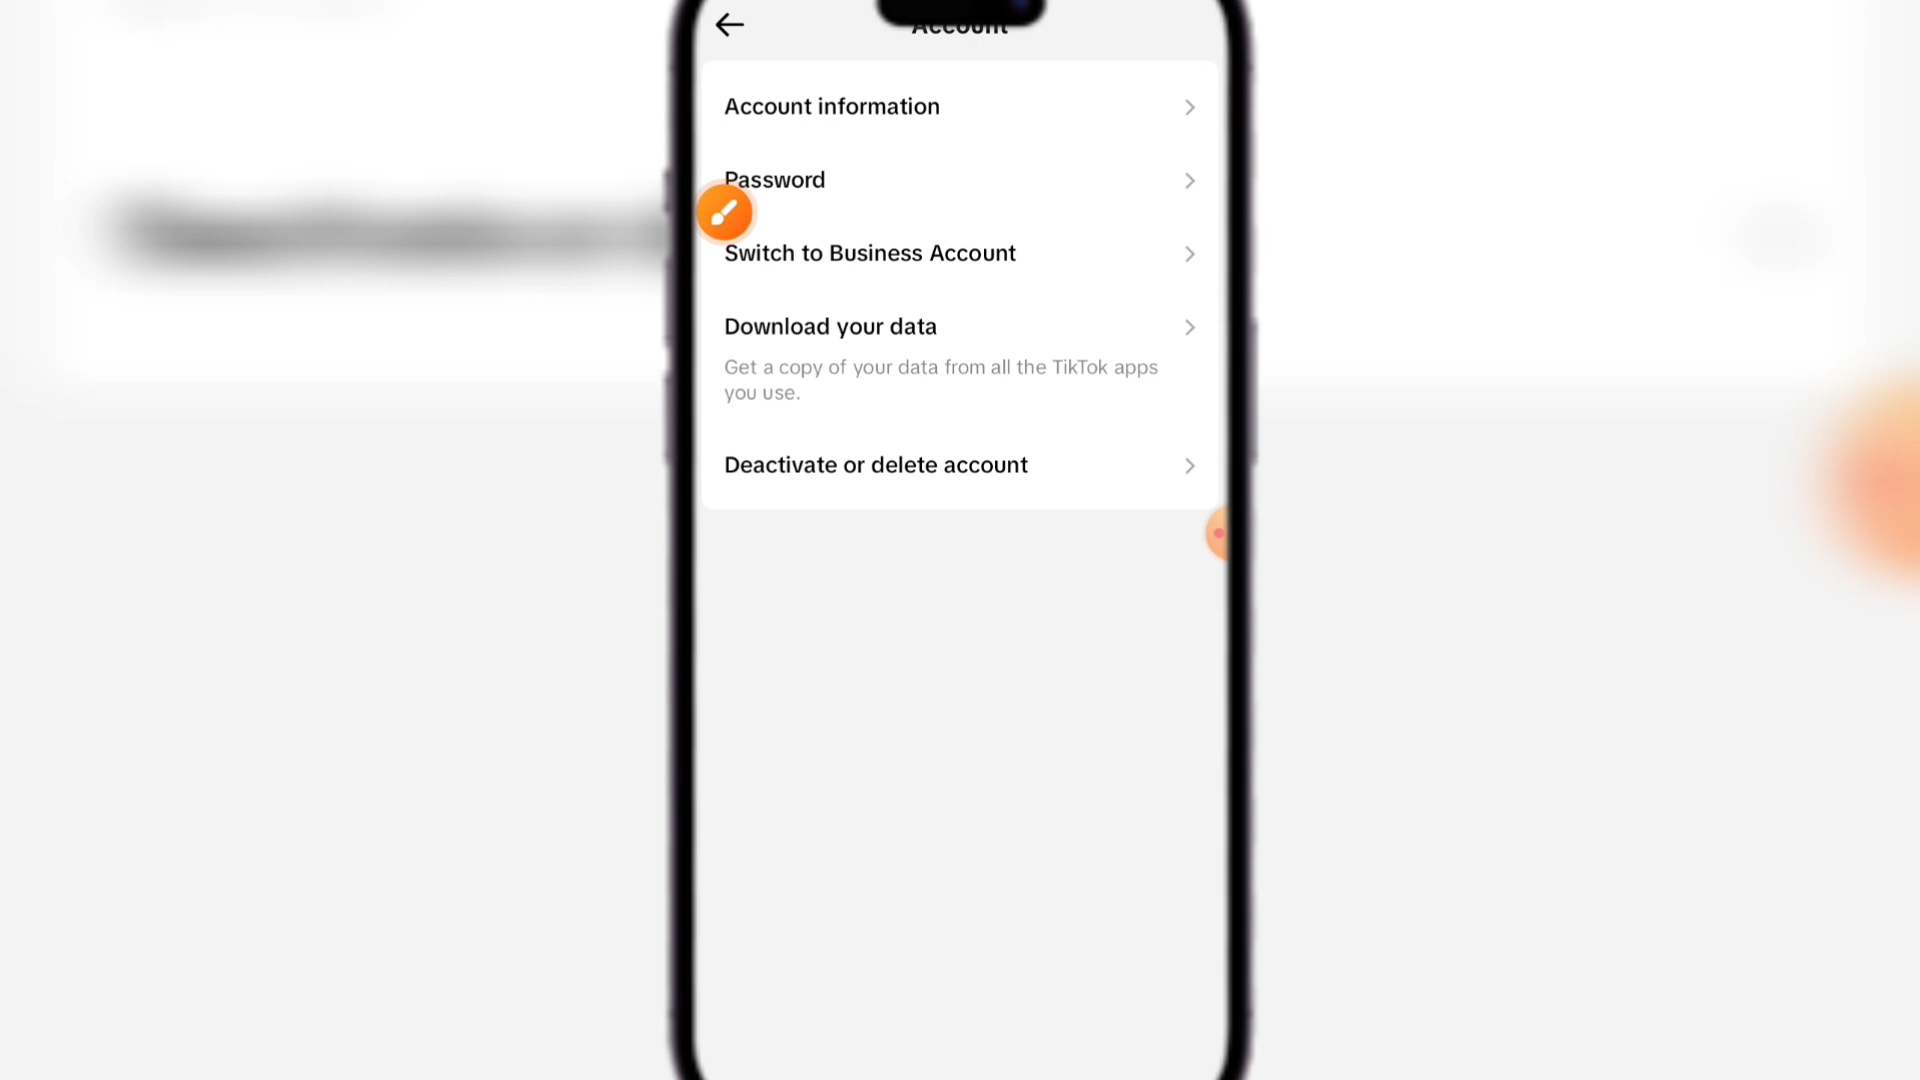 Account
Account information
Password
Switch to Business Account
Download your data
Get a copy of your data from all the TikTok apps
you use.
Deactivate or delete account